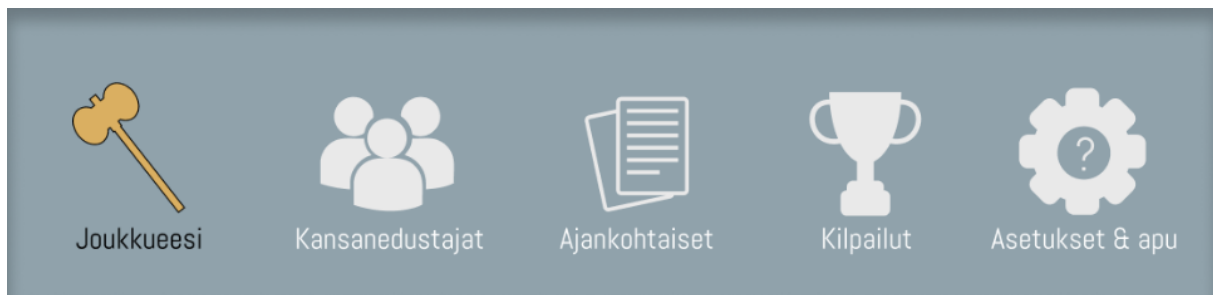 Joukkueesi
Kansanedustajat
Ajankohtaiset
Kilpailut
Asetukset & apu
?